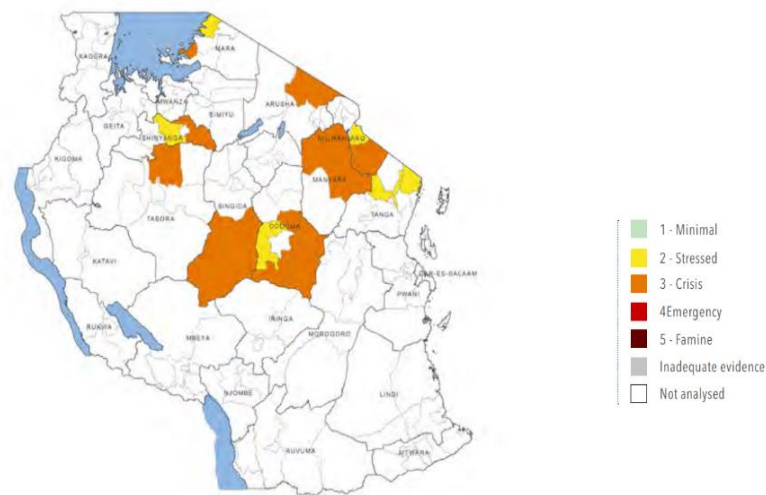 KAGERA
MARA
MWANZA
ARUSHA
SIMIYU
GEITA
SHINYANGA
KILIMANJARO
KIGOMA
MANYARA
SINGIDA
TANGA
TABORA
DODOMA
KATAVI
DAR-ES-SALAAM
PWANI
IRINGA
RUKWA
MBEYA
MOROGORO
NJOMBE
LINDI
RUVUMA
MTWARA
1 - Minimal
2 - Stressed
3 - Crisis
4Emergency
5 - Famine
Inadequate evidence
Not analysed